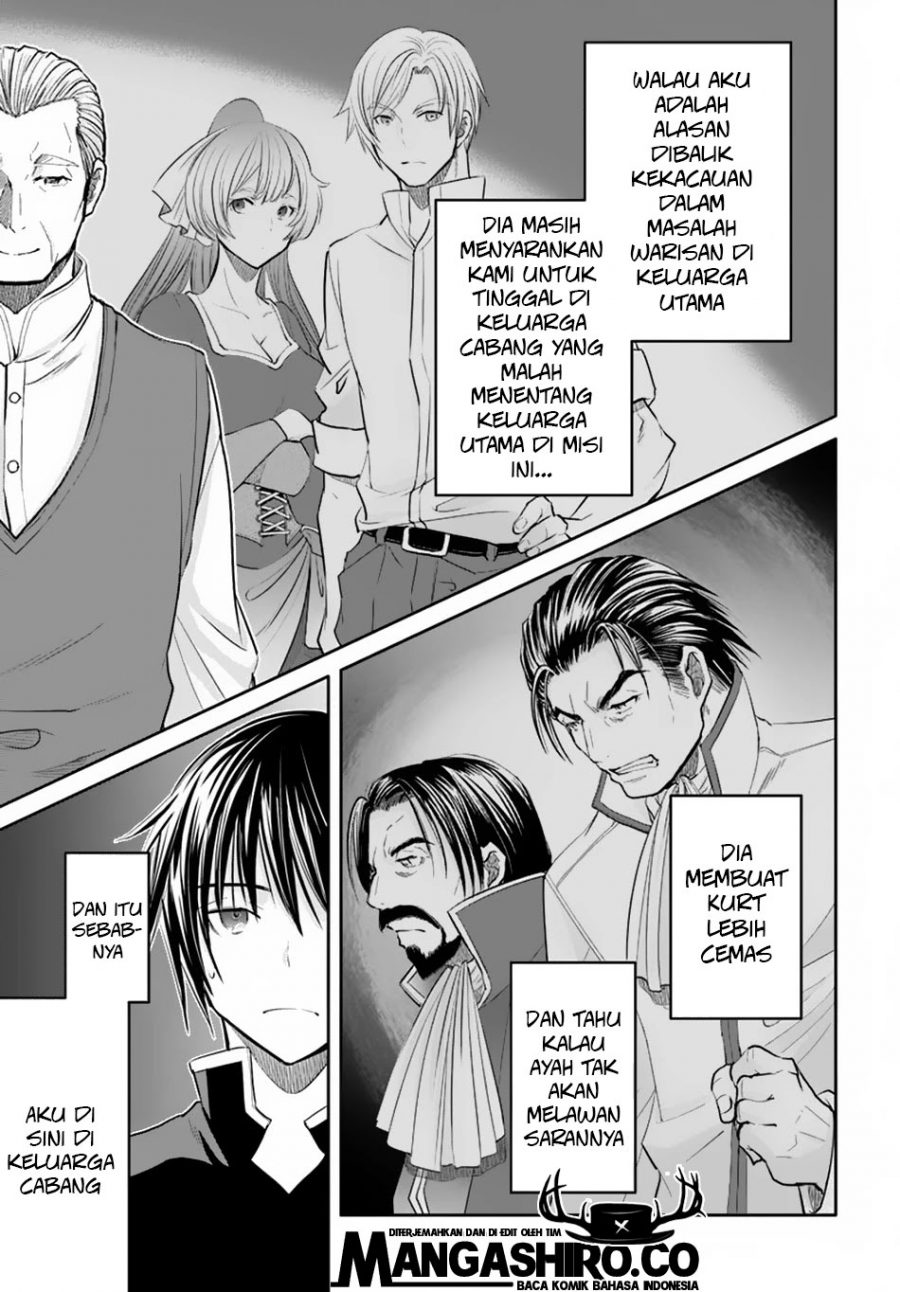 WALAU AKU
ADALAH
ALASAN
DIBALIK
KEKACAUAN
DALAM
MASALAH
WARISAN DI
KELUARGA
UTAMA
DIA MASIH
MENYARANKAN
KAMI UNTUK
TINGGAL DI
KELUARGA
CABANG YANG
MALAH
MENENTANG
KELUARGA
UTAMA DI MISI
INI...
DIA
MEMBUAT
KURT
LEBIH
CEMAS
DAN TAHU
KALAU
AYAH TAK
AKAN
MELAWAN
SARANNYA
DAN ITU
SEBAB-
NYA
AKU DI
SINI DI
KELUARGA
CABANG
DITERJEMAHKAN DAN DI EDIT OLEH TIM
MANGASHIRO.CO
BACA KOMIK BAHASA INDONESIA